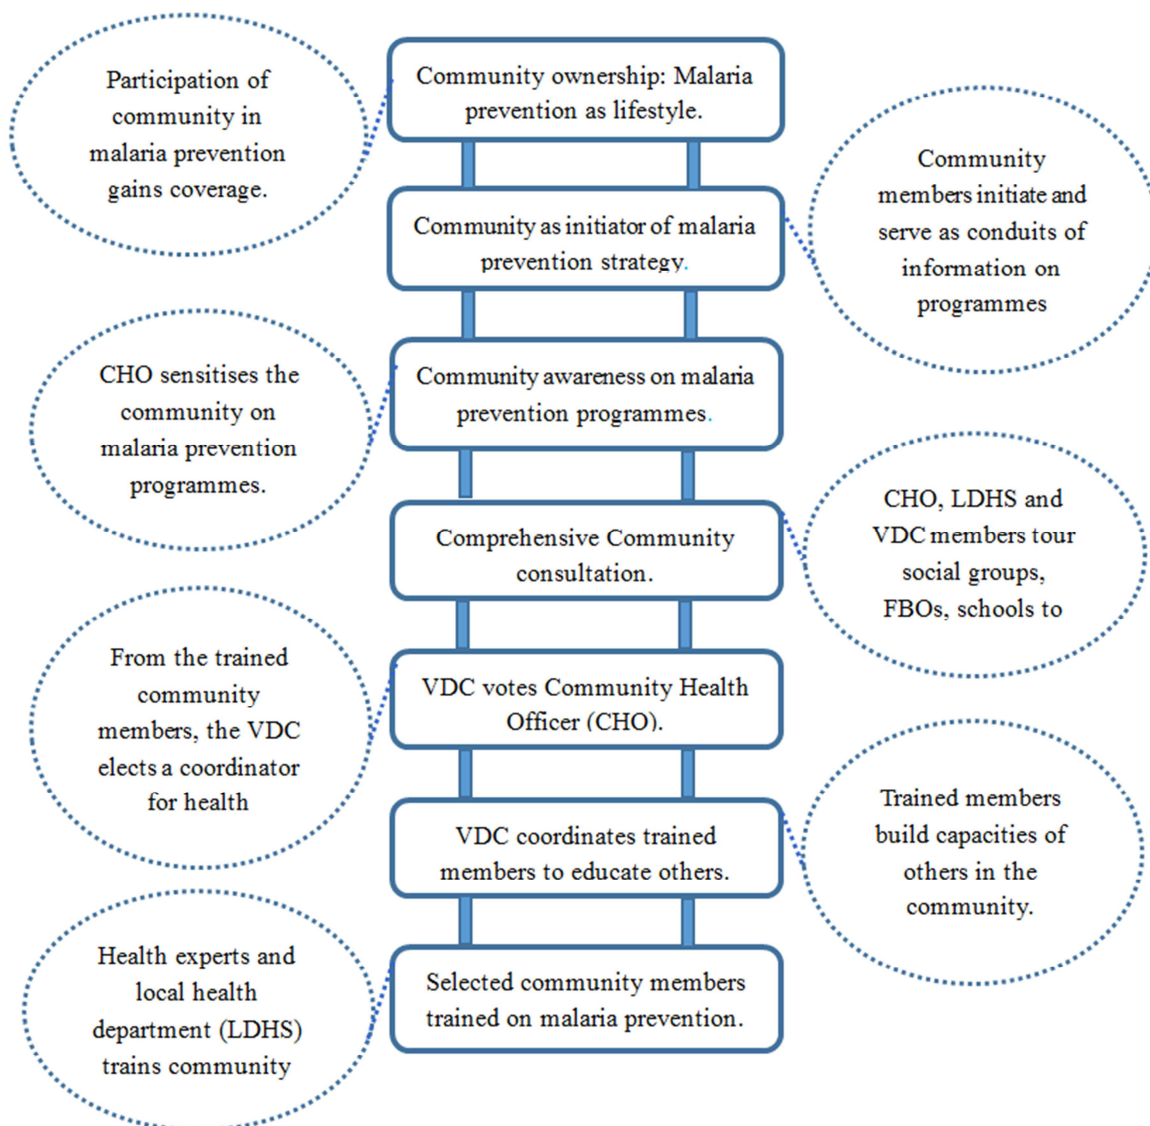 Participation of
community in
malaria prevention
gains coverage.
Community ownership: Malaria
prevention as lifestyle.
Community
members initiate and
serve as conduits of
information on
programmes
Community as initiator of malaria
prevention strategy.
CHO sensitises the
community on
malaria prevention
programmes.
Community awareness on malaria
prevention programmes.
CHO, LDHS and
VDC members tour
social groups,
FBOs, schools to
Comprehensive Community
consultation.
From the trained
community
members, the VDC
elects a coordinator
for health
VDC votes Community Health
Officer (CHO).
Trained members
build capacities of
others in the
community.
VDC coordinates trained
members to educate others.
Health experts and
local health
department (LDHS)
trains community
Selected community members
trained on malaria prevention.